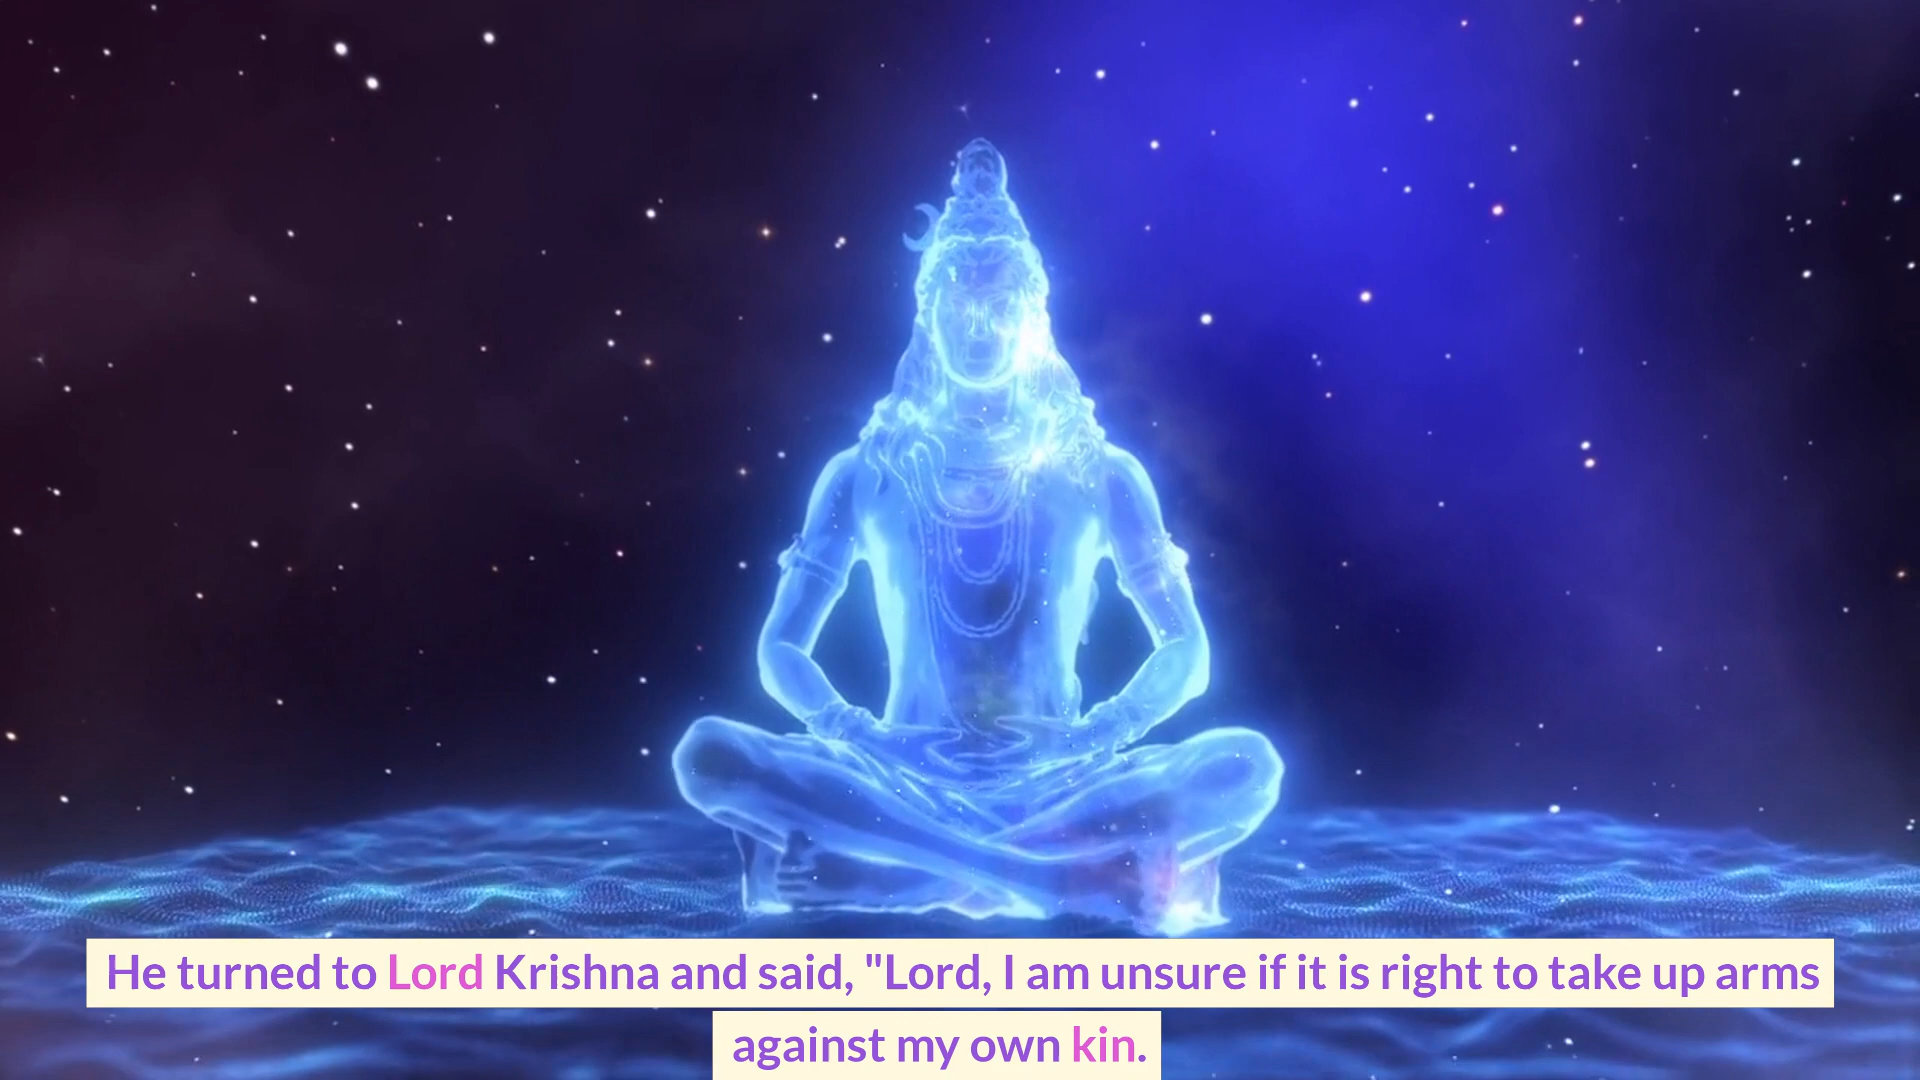 He turned to Lord Krishna and said, "Lord, I am unsure if it is right to take up arms
against my own kin.